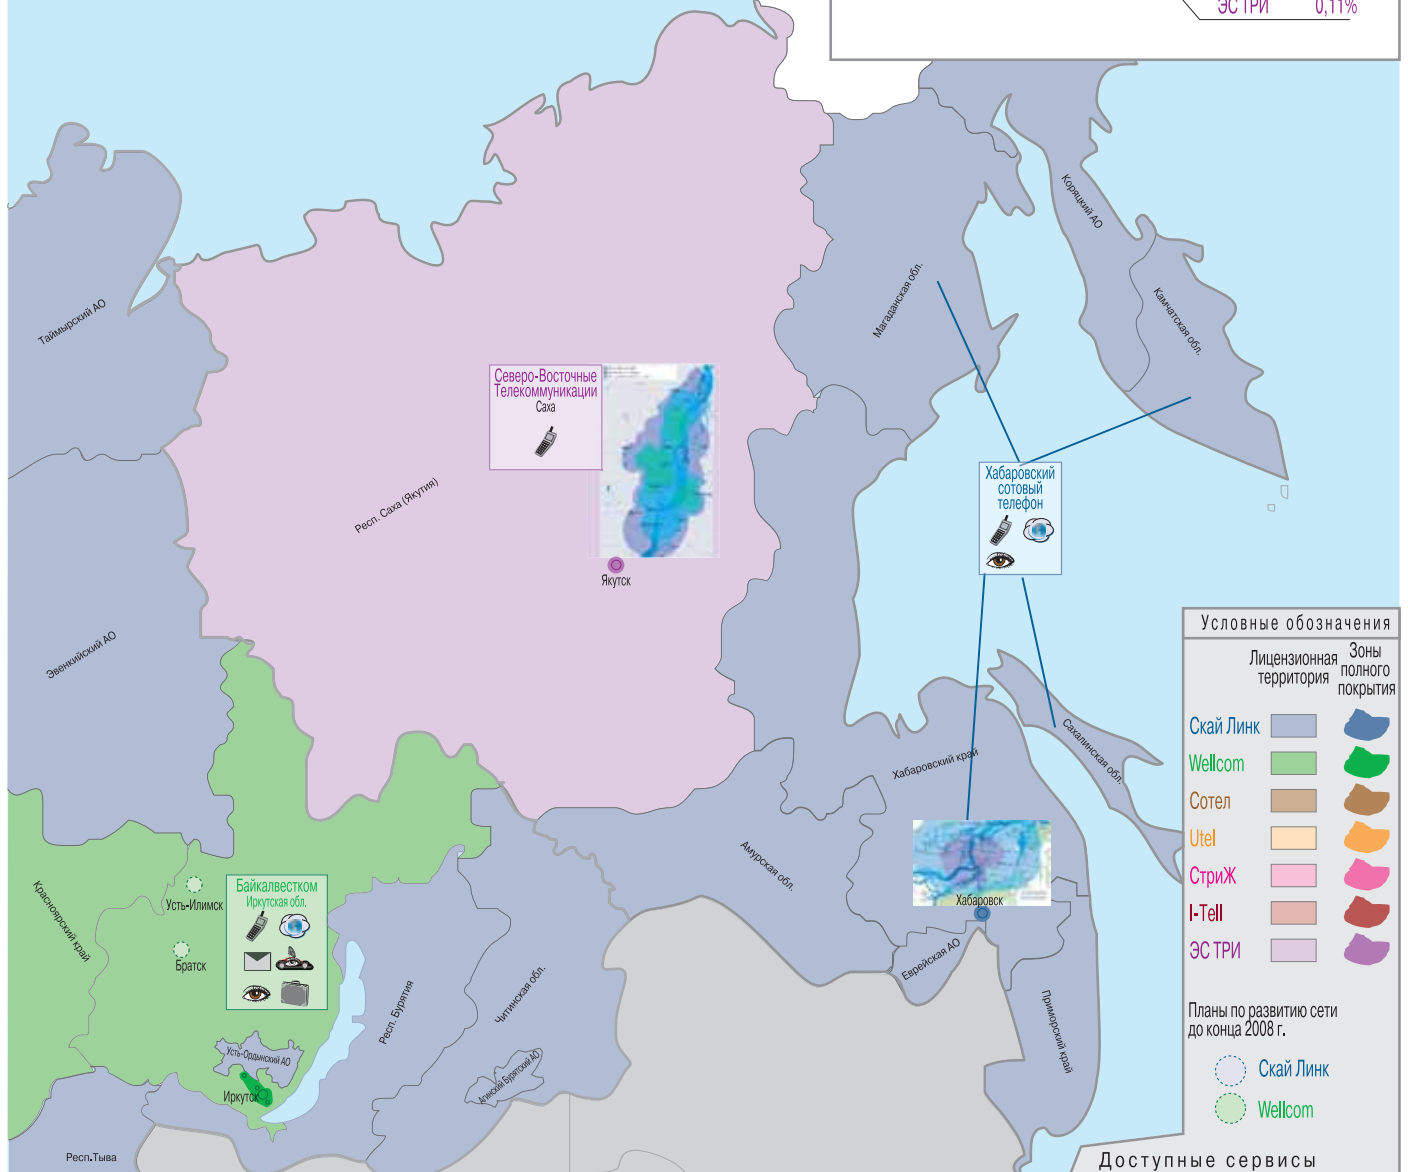 ЭС ТРИ 0,11%
Коряцкий АО
Камчатская обл.
Магаданская обл.
Таймырский АО
Северо-Восточные
Телекоммуникации
Саха
Респ. Саха (Якутия)
Якутск
Хабаровский
сотовый
телефон
Эвенкийский АО
Сахалинская обл.
Хабаровский край
Амурская обл.
Хабаровск
Еврейская АО
Приморский край
Красноярский край
Усть-Илимск
Братск
Байкалвестком
Иркутская обл.
Респ. Бурятия
Читинская обл.
Усть-Ордынский АО
Агинский Бурятский АО
Иркутск
Респ.Тыва
Условные обозначения
Лицензионная
территория
Зоны
полного
покрытия
Скай Линк
Wellcom
Сотел
Utel
СтриЖ
I-Tell
ЭС ТРИ
Планы по развитию сети
до конца 2008 г.
Скай Линк
Wellcom
Доступные сервисы